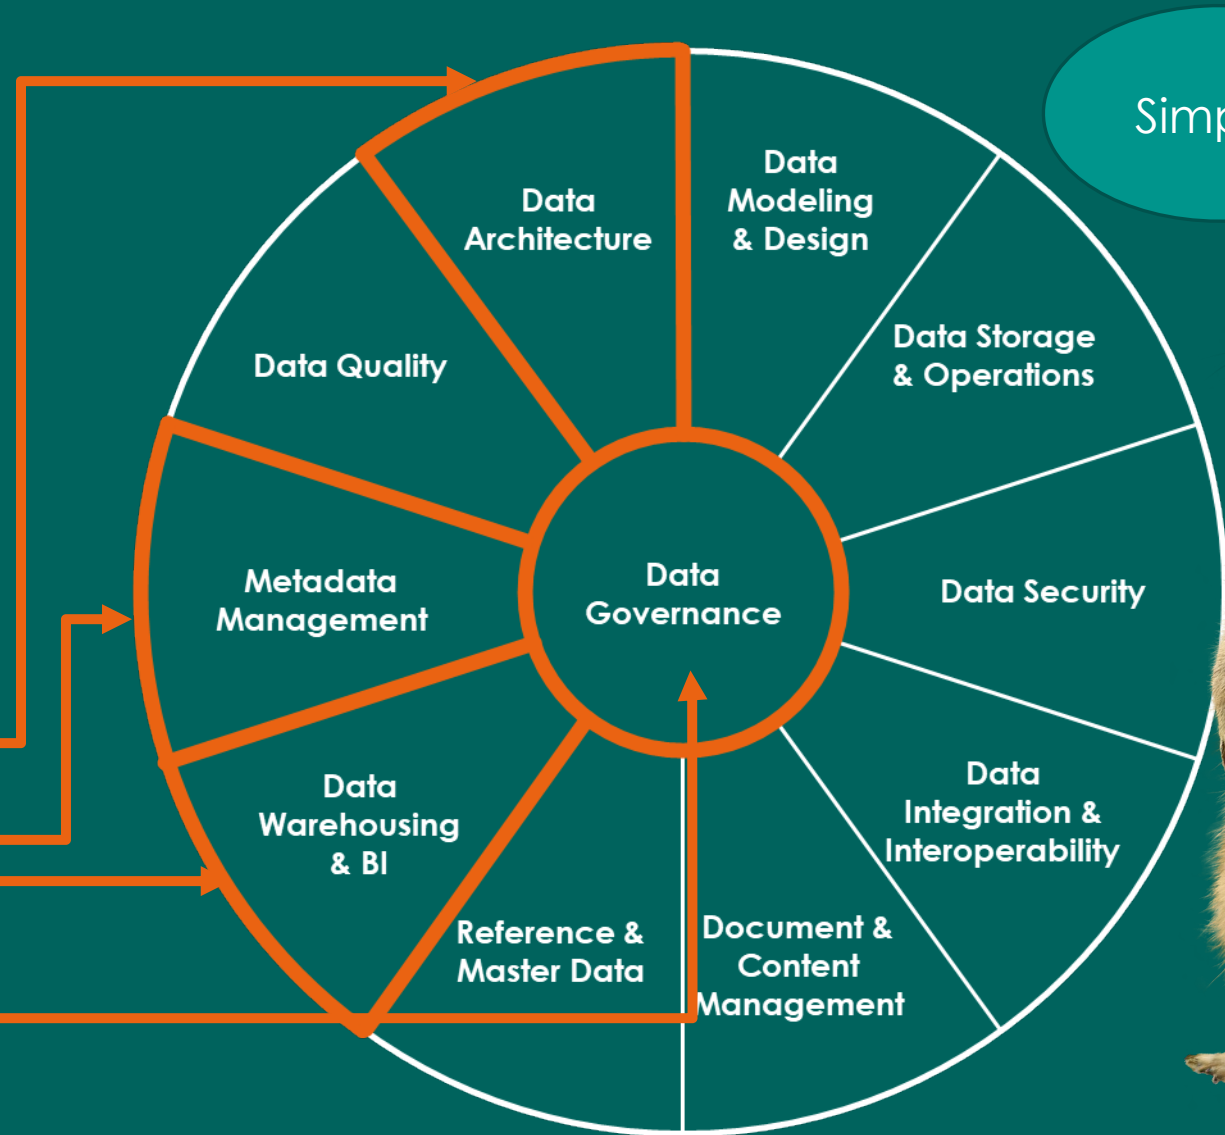 Data
Architecture
Data
Modeling
& Design
Data Storage
& Operations
Data Security
Data
Integration &
Interoperability
Document &
Content
Management
Reference &
Master Data
Data
Warehousing
& BI
Metadata
Management
Data Quality
Data
Governance